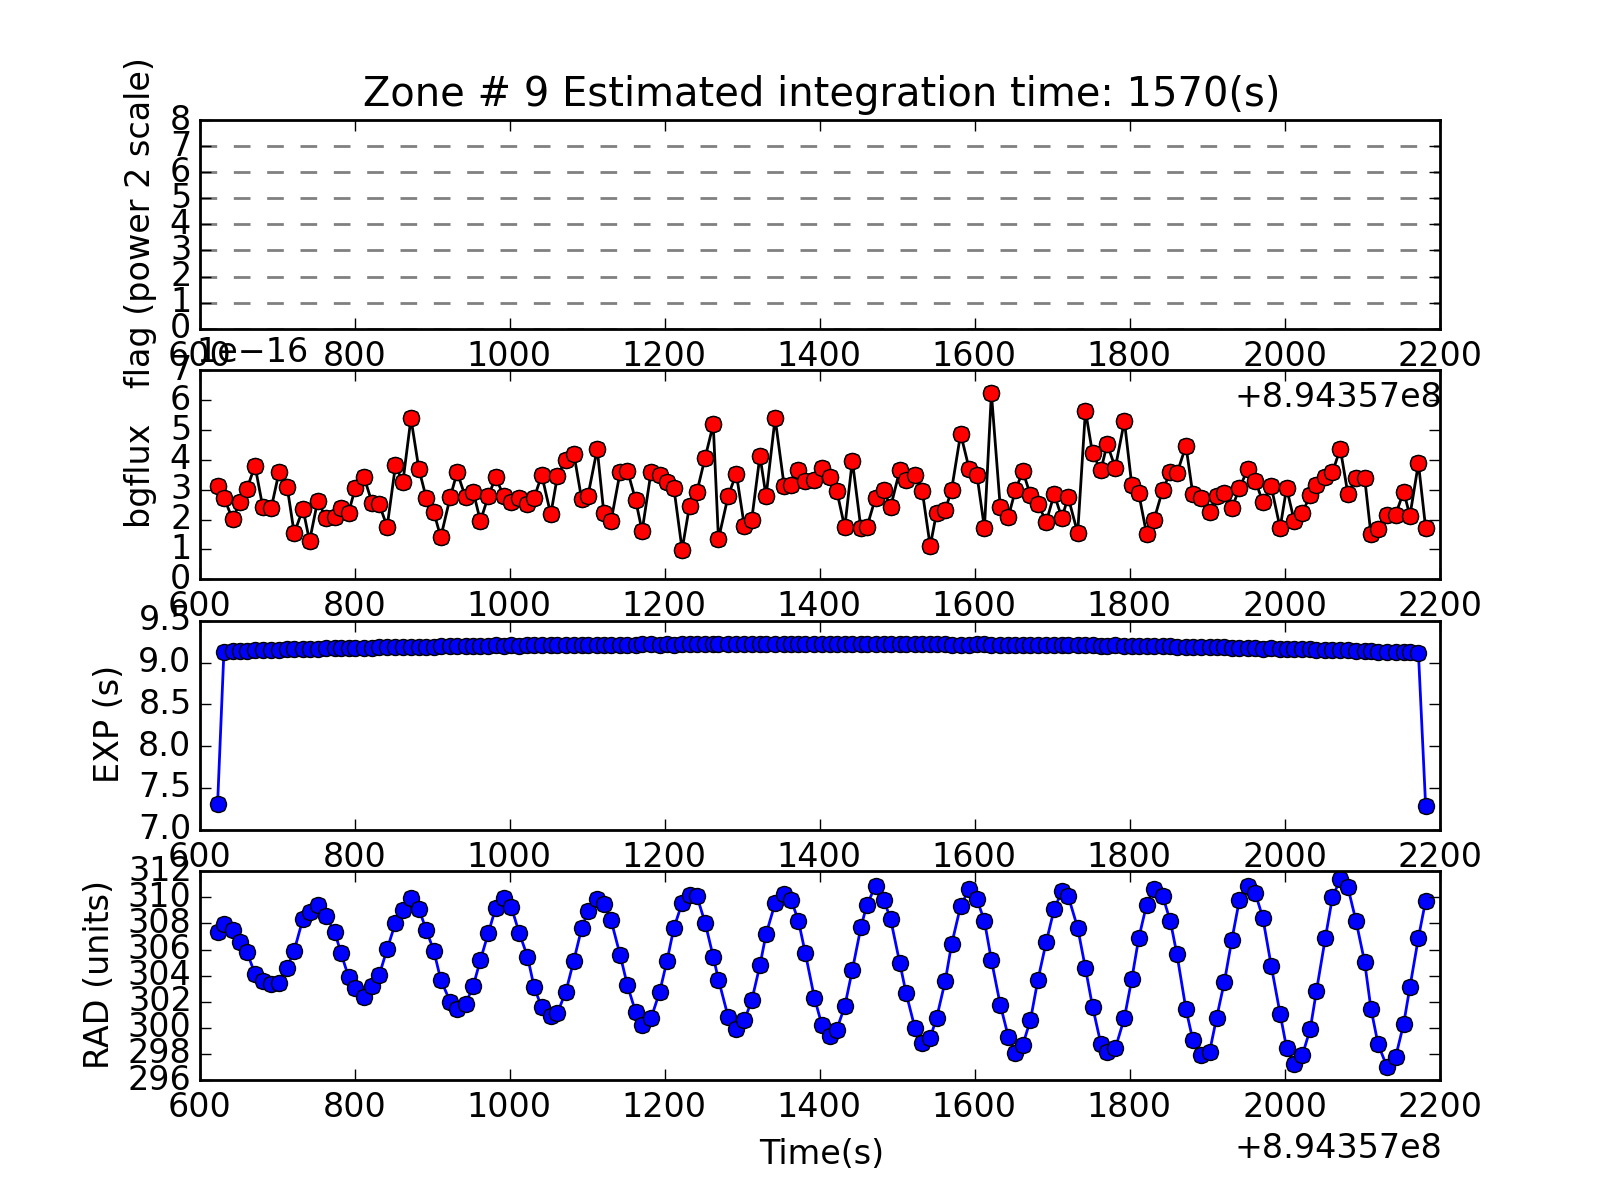 Zone # 9 Estimated integration time: 1570(s)
flag (power 2 scale)
8
7
6
5
4
3
2
1
0
600 800 1000 1200 1400 1600 1800 2000 2200
1e−16
+8.94357e8
bgflux
7
6
5
4
3
2
1
0
600 800 1000 1200 1400 1600 1800 2000 2200
EXP (s)
9.5
9.0
8.5
8.0
7.5
7.0
600 800 1000 1200 1400 1600 1800 2000 2200
RAD (units)
312
310
308
306
304
302
300
298
296
600 800 1000 1200 1400 1600 1800 2000 2200
Time(s)
+8.94357e8